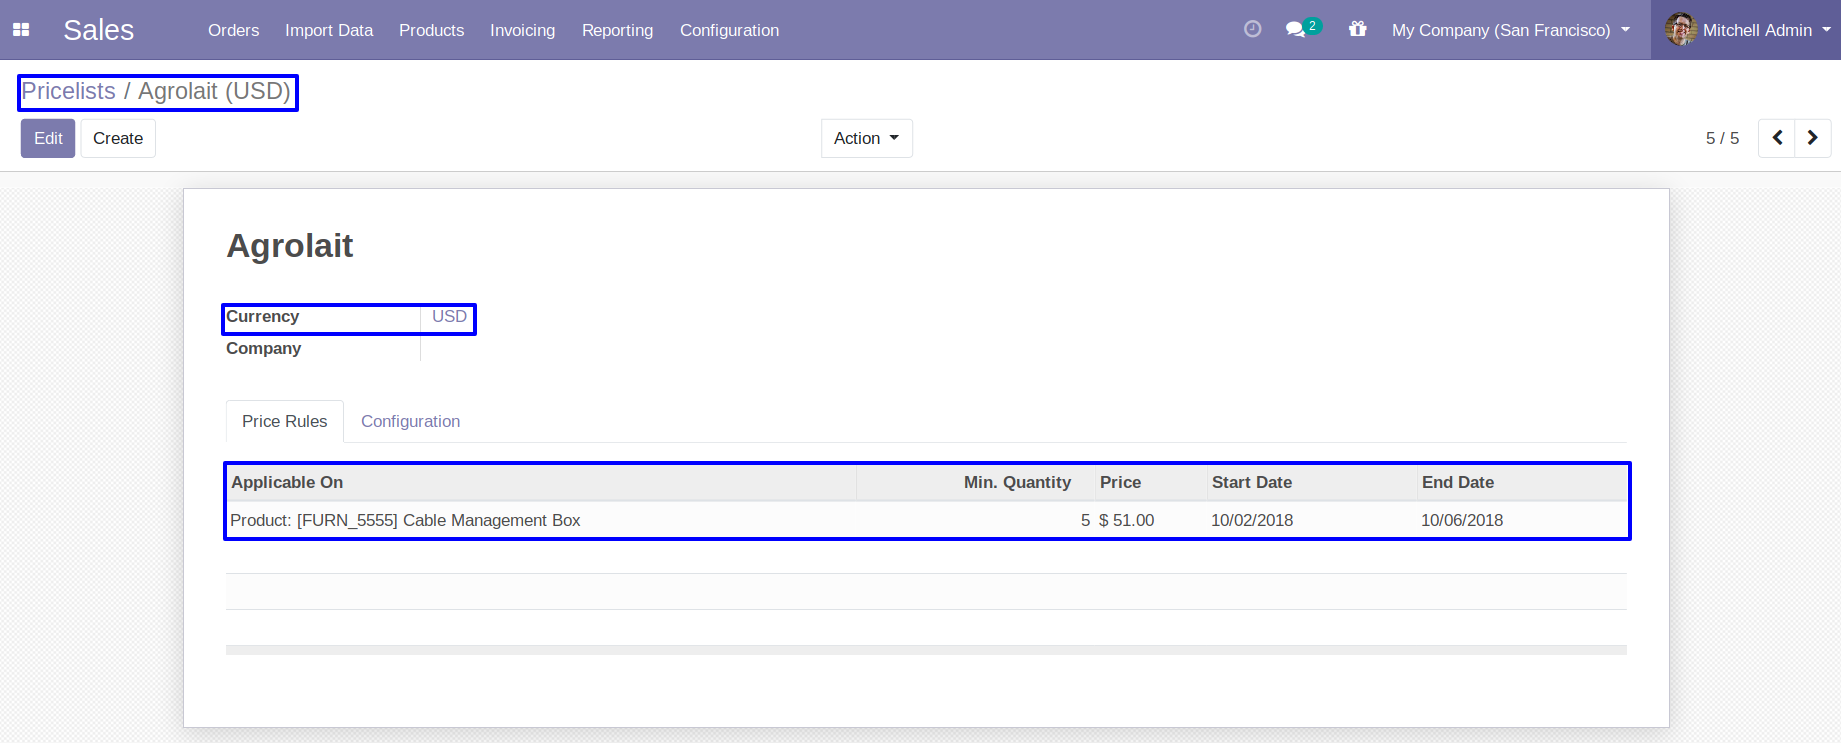 Sales Orders Import Data Products Invoicing Reporting Configuration 2 My Company (San Francisco) Mitchell Admin
Pricelists / Agrolait (USD)
Edit Create Action 5 / 5
Agrolait
Currency USD
Company
Price Rules Configuration
Applicable On Min. Quantity Price Start Date End Date
Product: [FURN_5555] Cable Management Box 5 $ 51.00 10/02/2018 10/06/2018